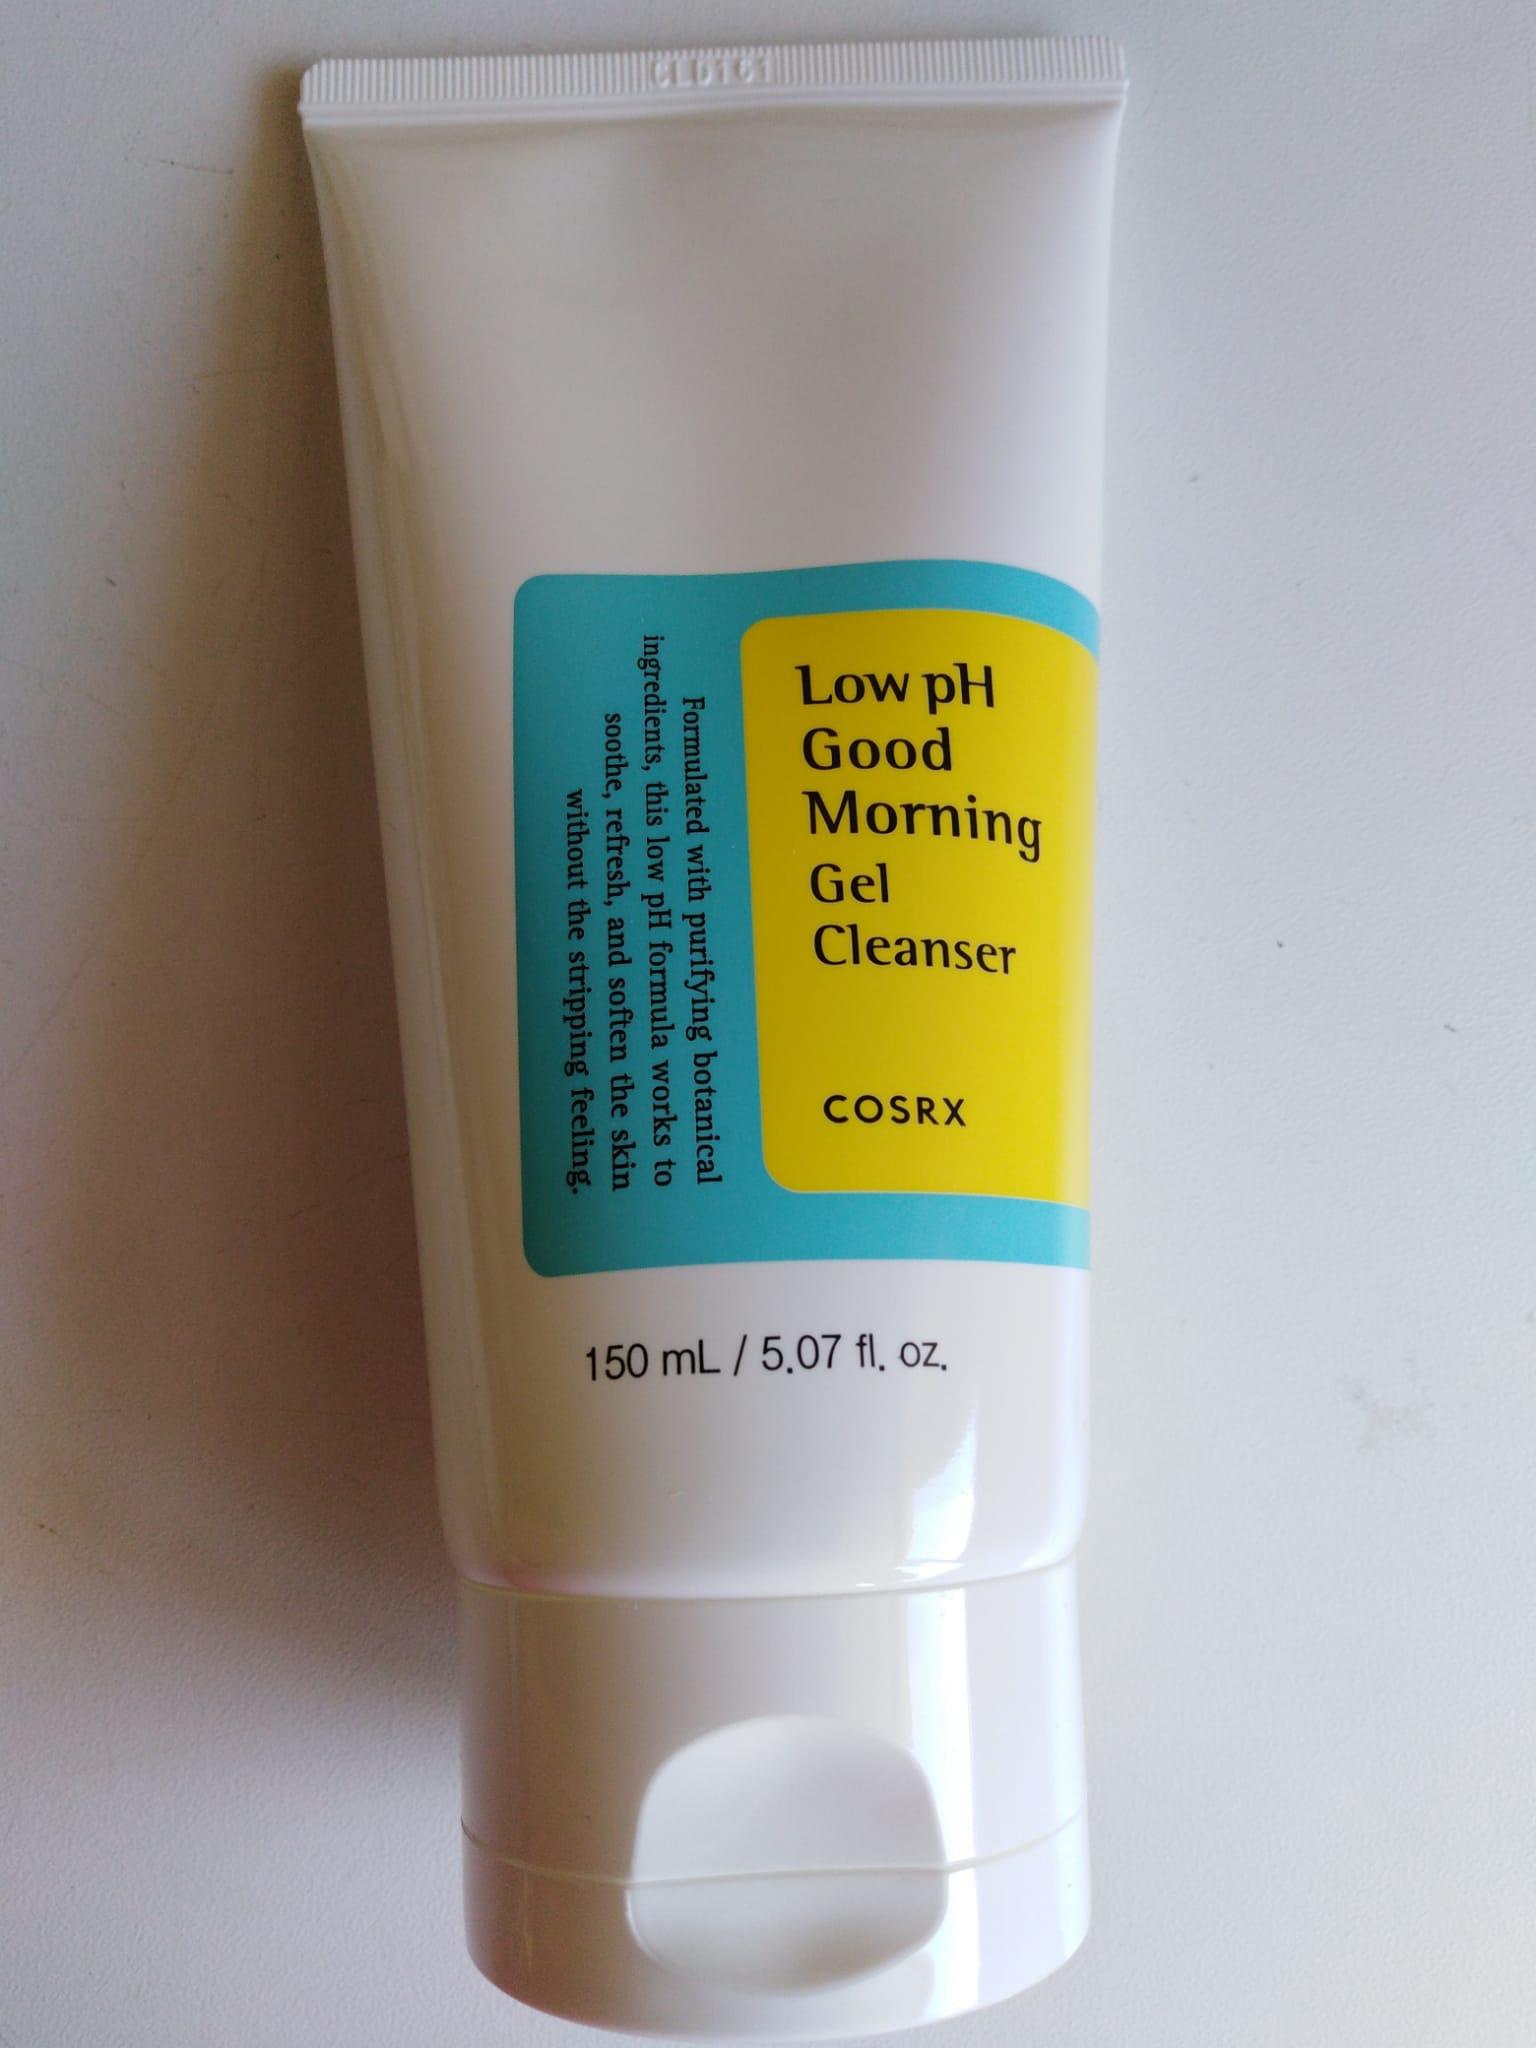 CLD161
Low pH
Good
Morning
Gel
Cleanser
COSRX
Formulated with purifying botanical
ingredients, this low pH formula works to
soothe, refresh, and soften the skin
without the stripping feeling.
150 mL / 5.07 fl. oz.